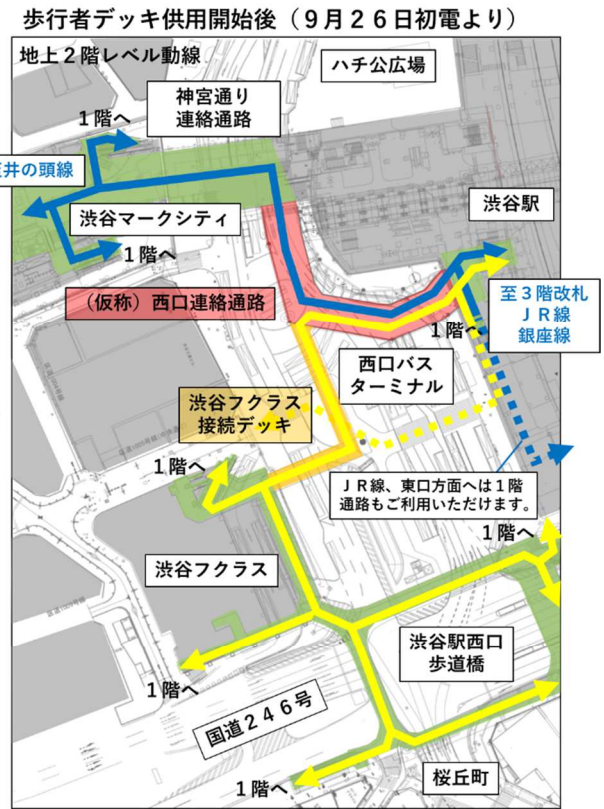 歩行者デッキ供用開始後（９月２６日初電より）
地上２階レベル動線
ハチ公広場
神宮通り
連絡通路
1階へ
井の頭線
渋谷マークシティ
渋谷駅
1階へ
（仮称）西口連絡通路
至３階改札
ＪＲ線
銀座線
1階へ
西口バス
ターミナル
渋谷フクラス
接続デッキ
1階へ
ＪＲ線、東口方面へは１階
通路もご利用いただけます。
1階へ
渋谷フクラス
渋谷駅西口
歩道橋
1階へ
国道２４６号
桜丘町
1階へ